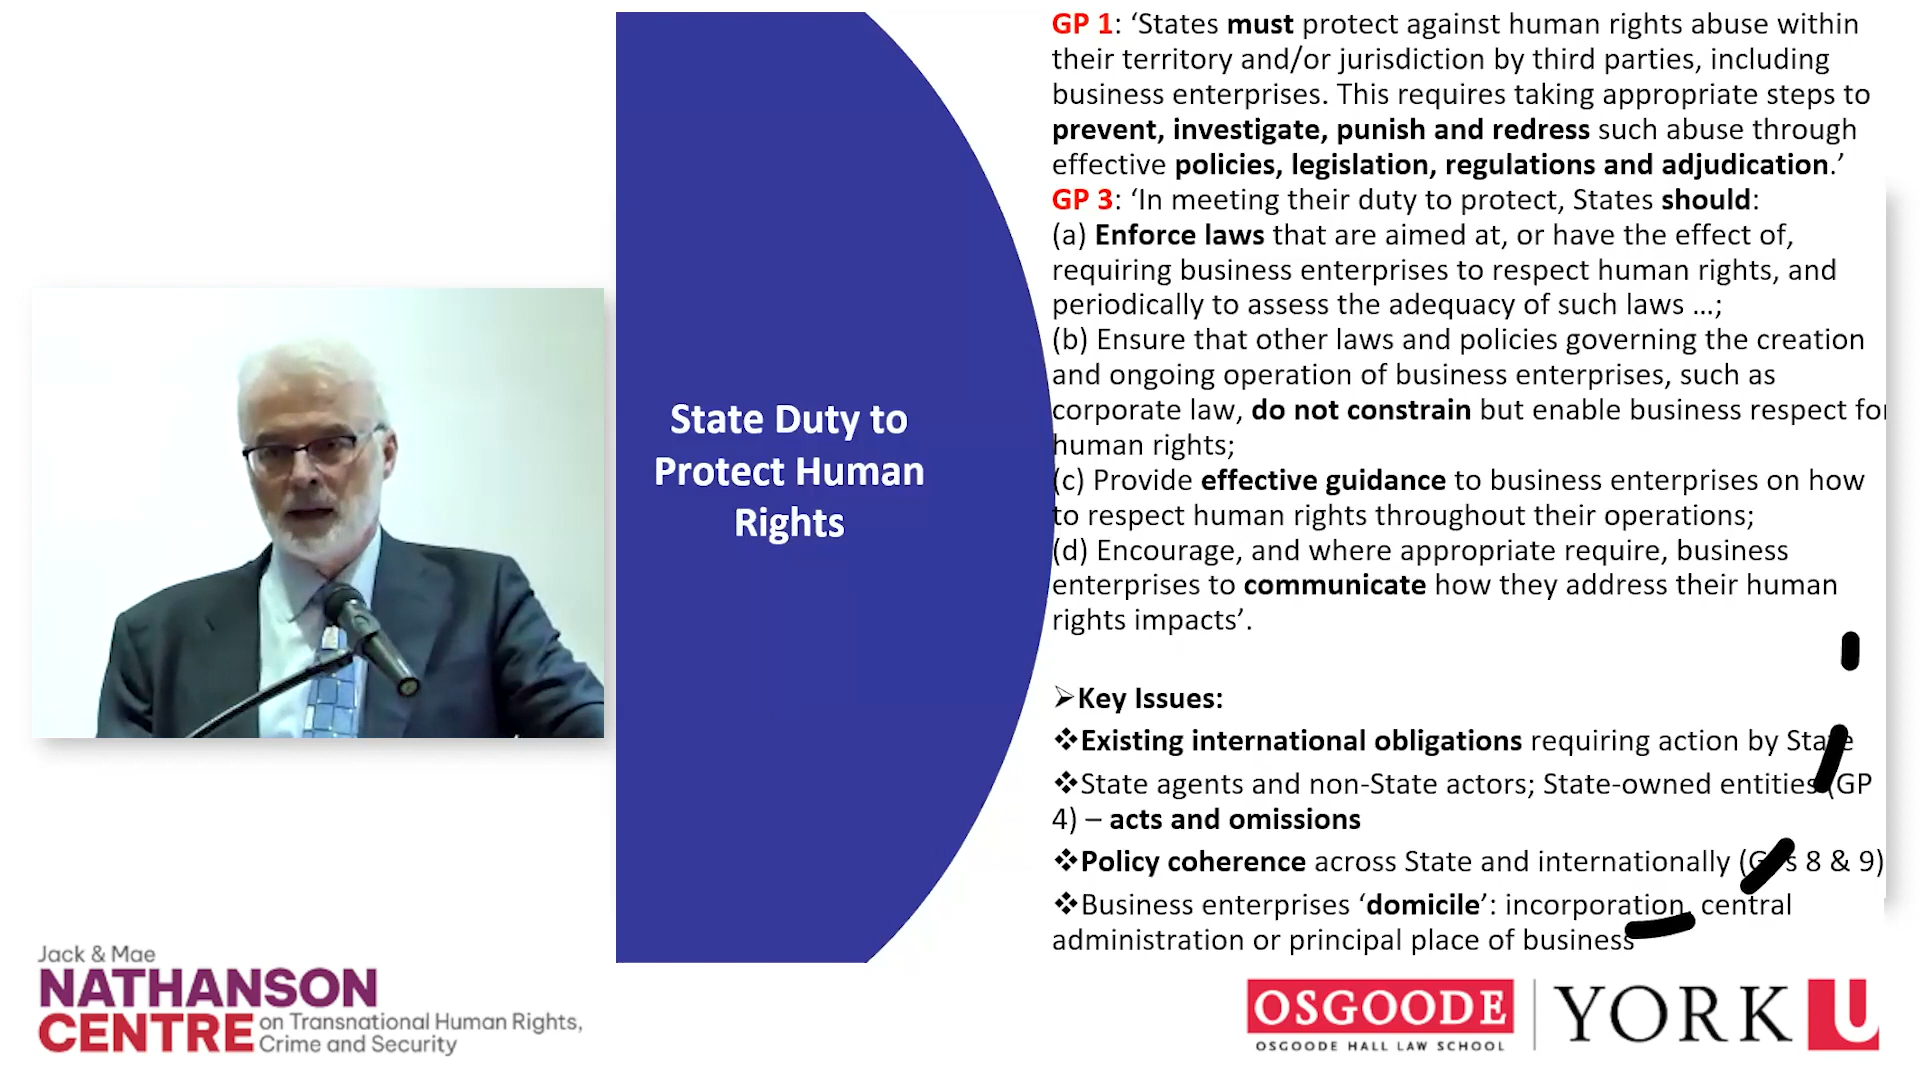 State Duty to
Protect Human
Rights
GP 1: ‘States must protect against human rights abuse within
their territory and/or jurisdiction by third parties, including
business enterprises. This requires taking appropriate steps to
prevent, investigate, punish and redress such abuse through
effective policies, legislation, regulations and adjudication.’
GP 3: ‘In meeting their duty to protect, States should:
(a) Enforce laws that are aimed at, or have the effect of,
requiring business enterprises to respect human rights, and
periodically to assess the adequacy of such laws …;
(b) Ensure that other laws and policies governing the creation
and ongoing operation of business enterprises, such as
corporate law, do not constrain but enable business respect for
human rights;
(c) Provide effective guidance to business enterprises on how
to respect human rights throughout their operations;
(d) Encourage, and where appropriate require, business
enterprises to communicate how they address their human
rights impacts’.
➢Key Issues:
❖Existing international obligations requiring action by State
❖State agents and non-State actors; State-owned entities (GP
4) – acts and omissions
❖Policy coherence across State and internationally 8 & 9)
❖Business enterprises ‘domicile’: incorporation, central
administration or principal place of business
Jack & Mae
NATHANSON
CENTRE on Transnational Human Rights,
Crime and Security
OSGOODE
OSGOODE HALL LAW SCHOOL
YORK U